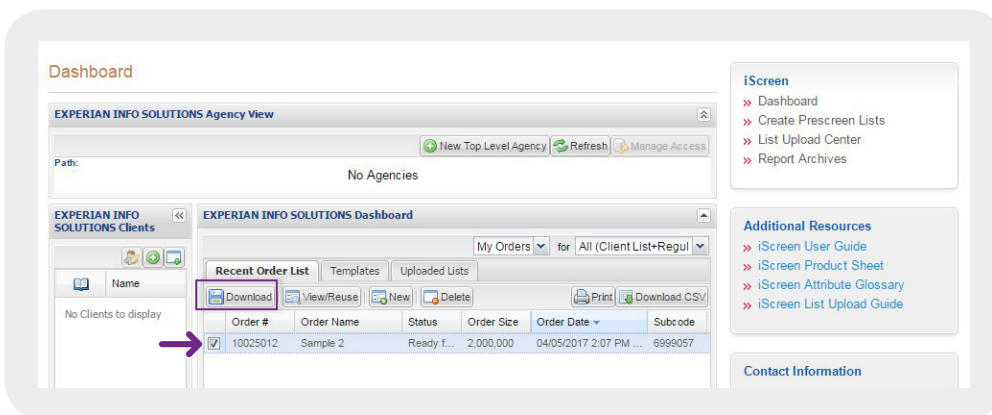 Dashboard
EXPERIAN INFO SOLUTIONS Agency View
New Top Level Agency Refresh Manage Access
Path:
No Agencies
EXPERIAN INFO
SOLUTIONS Clients
Name
No Clients to display
EXPERIAN INFO SOLUTIONS Dashboard
My Orders for All (Client List+Regul
Recent Order List Templates Uploaded Lists
Download View/Reuse New Delete Print Download CSV
Order # Order Name Status Order Size Order Date Subcode
10025012 Sample 2 Ready f... 2,000,000 04/05/2017 2:07 PM ... 6999057
iScreen
» Dashboard
» Create Prescreen Lists
» List Upload Center
» Report Archives
Additional Resources
» iScreen User Guide
» iScreen Product Sheet
» iScreen Attribute Glossary
» iScreen List Upload Guide
Contact Information